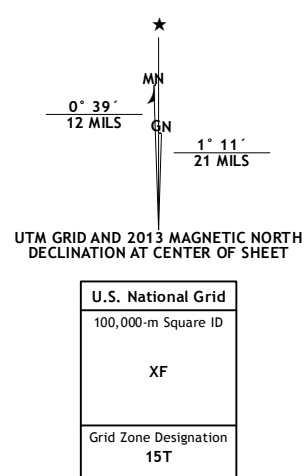 ★
MN
0° 39´
12 MILS
GN
1° 11´
21 MILS
UTM GRID AND 2013 MAGNETIC NORTH
DECLINATION AT CENTER OF SHEET
U.S. National Grid
100,000-m Square ID
XF
Grid Zone Designation
15T